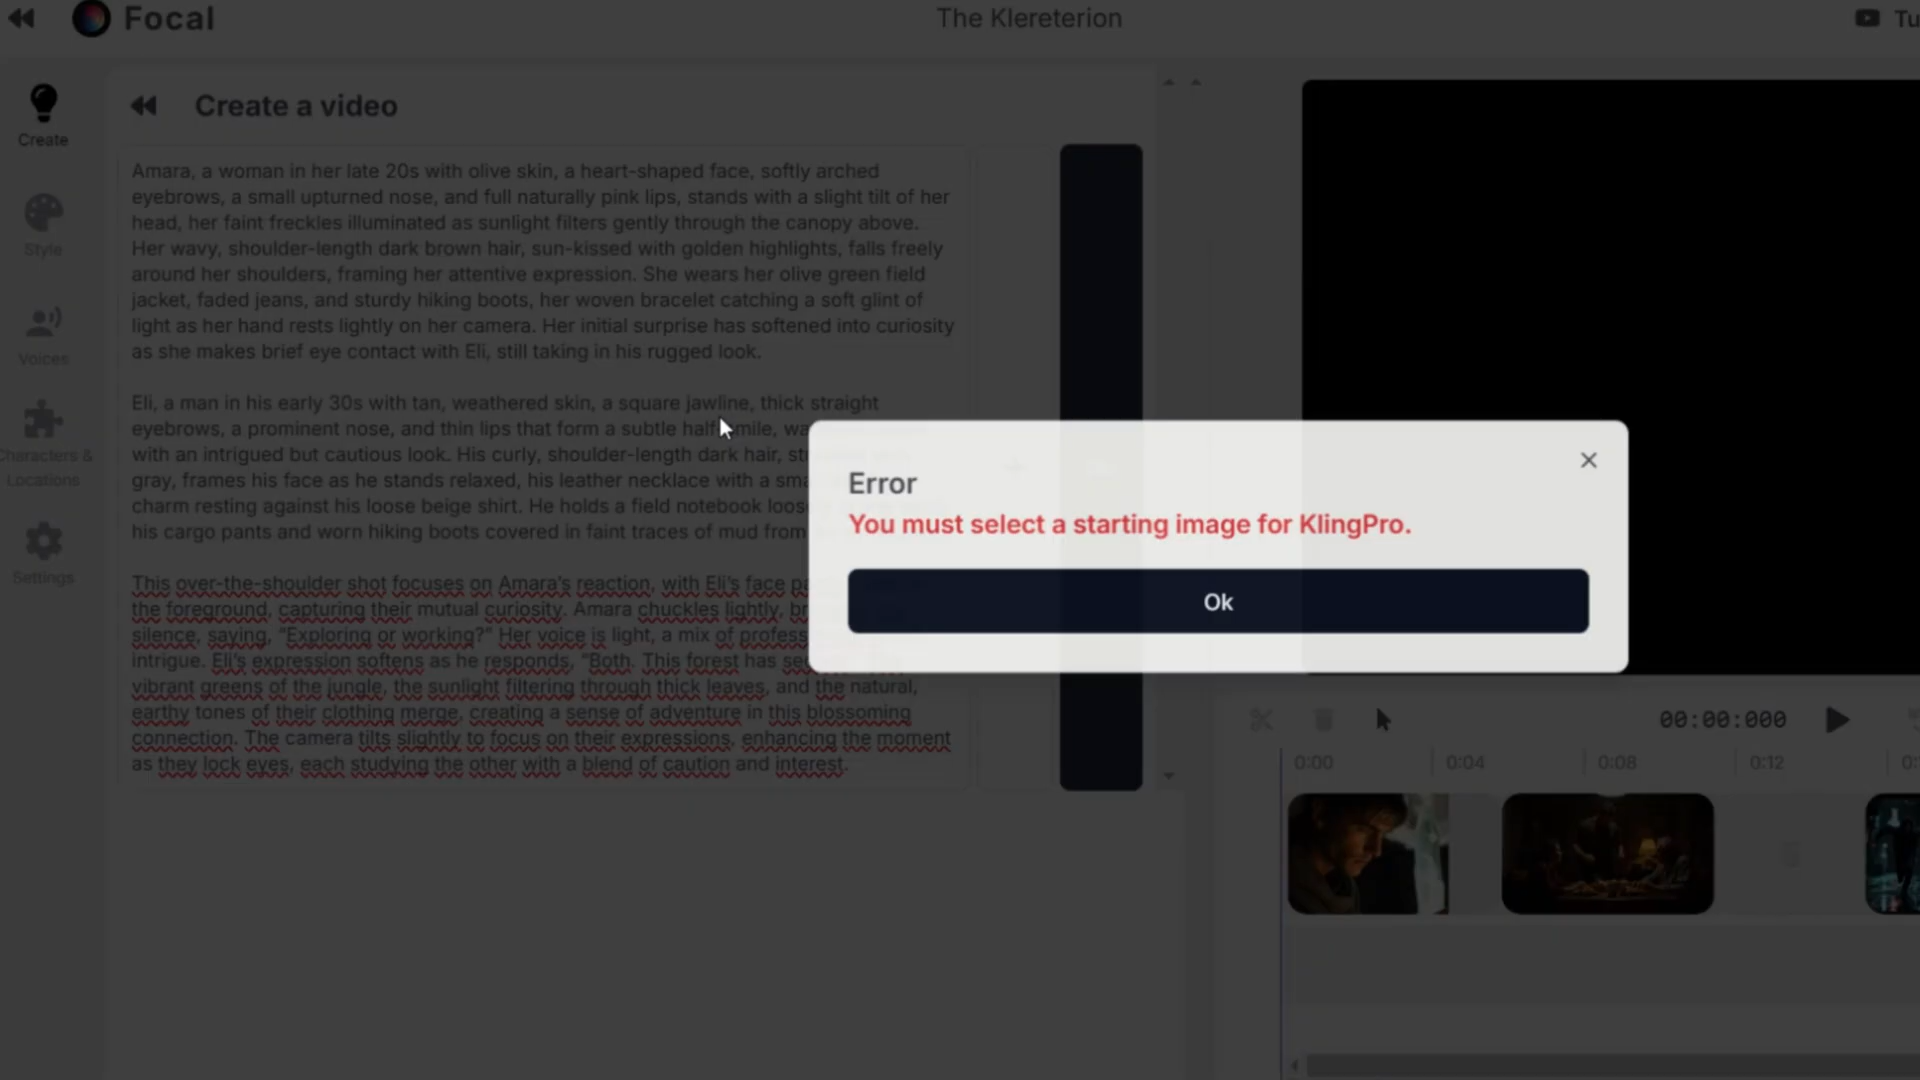 Focal
The Klereterion
Tu
Create
Style
Voices
Characters &
Locations
Settings
Create a video
Amara, a woman in her late 20s with olive skin, a heart-shaped face, softly arched
eyebrows, a small upturned nose, and full naturally pink lips, stands with a slight tilt of her
head, her faint freckles illuminated as sunlight filters gently through the canopy above.
Her wavy, shoulder-length dark brown hair, sun-kissed with golden highlights, falls freely
around her shoulders, framing her attentive expression. She wears her olive green field
jacket, faded jeans, and sturdy hiking boots, her woven bracelet catching a soft glint of
light as her hand rests lightly on her camera. Her initial surprise has softened into curiosity
as she makes brief eye contact with Eli, still taking in his rugged look.
Eli, a man in his early 30s with tan, weathered skin, a square jawline, thick straight
eyebrows, a prominent nose, and thin lips that form a subtle half
with an intrigued but cautious look. His curly, shoulder-length dark hair,
gray, frames his face as he stands relaxed, his leather necklace with a
charm resting against his loose beige shirt. He holds a field notebook
his cargo pants and worn hiking boots covered in faint traces of mud from
This over-the-shoulder shot focuses on Amara's reaction, with Eli's face
the foreground, capturing their mutual curiosity. Amara chuckles lightly,
silence, saying, "Exploring or working?" Her voice is light, a mix of
intrigue. Eli's expression softens as he responds, "Both. This forest has
vibrant greens of the jungle, the sunlight filtering through thick leaves, and the natural,
earthy tones of their clothing merge, creating a sense of adventure in this blossoming
connection. The camera tilts slightly to focus on their expressions, enhancing the moment
as they lock eyes, each studying the other with a blend of caution and interest.
Error
You must select a starting image for KlingPro.
Ok
00:00:000
0:00
0:04
0:08
0:12